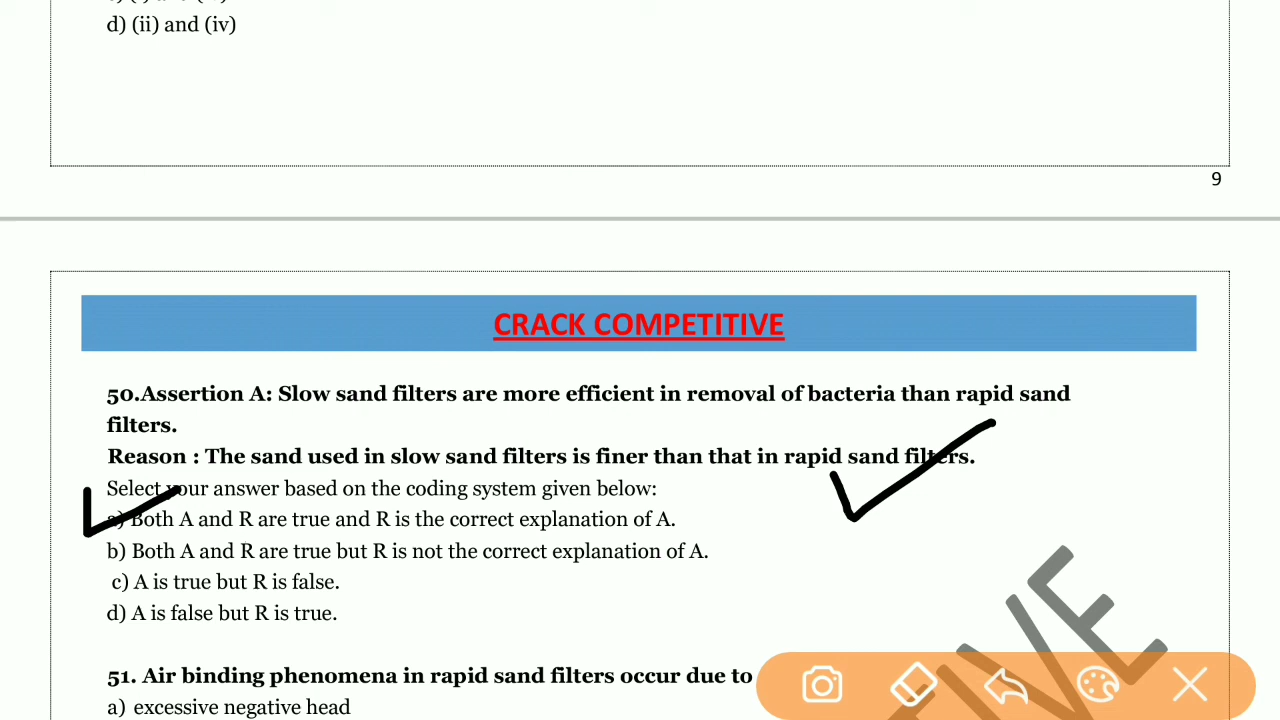 d) (ii) and (iv)
9
CRACK COMPETITIVE
50.Assertion A: Slow sand filters are more efficient in removal of bacteria than rapid sand
filters.
Reason : The sand used in slow sand filters is finer than that in rapid sand filters.
Select your answer based on the coding system given below:
a) Both A and R are true and R is the correct explanation of A.
b) Both A and R are true but R is not the correct explanation of A.
c) A is true but R is false.
d) A is false but R is true.
51. Air binding phenomena in rapid sand filters occur due to
a) excessive negative head
TIVE